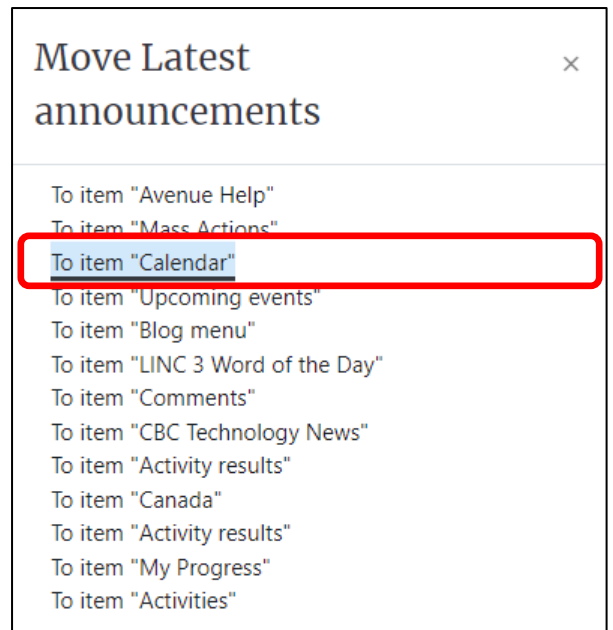 Move Latest
announcements
×
To item "Avenue Help"
To item "Mass Actions"
To item "Calendar"
To item "Upcoming events"
To item "Blog menu"
To item "LINC 3 Word of the Day"
To item "Comments"
To item "CBC Technology News"
To item "Activity results"
To item "Canada"
To item "Activity results"
To item "My Progress"
To item "Activities"